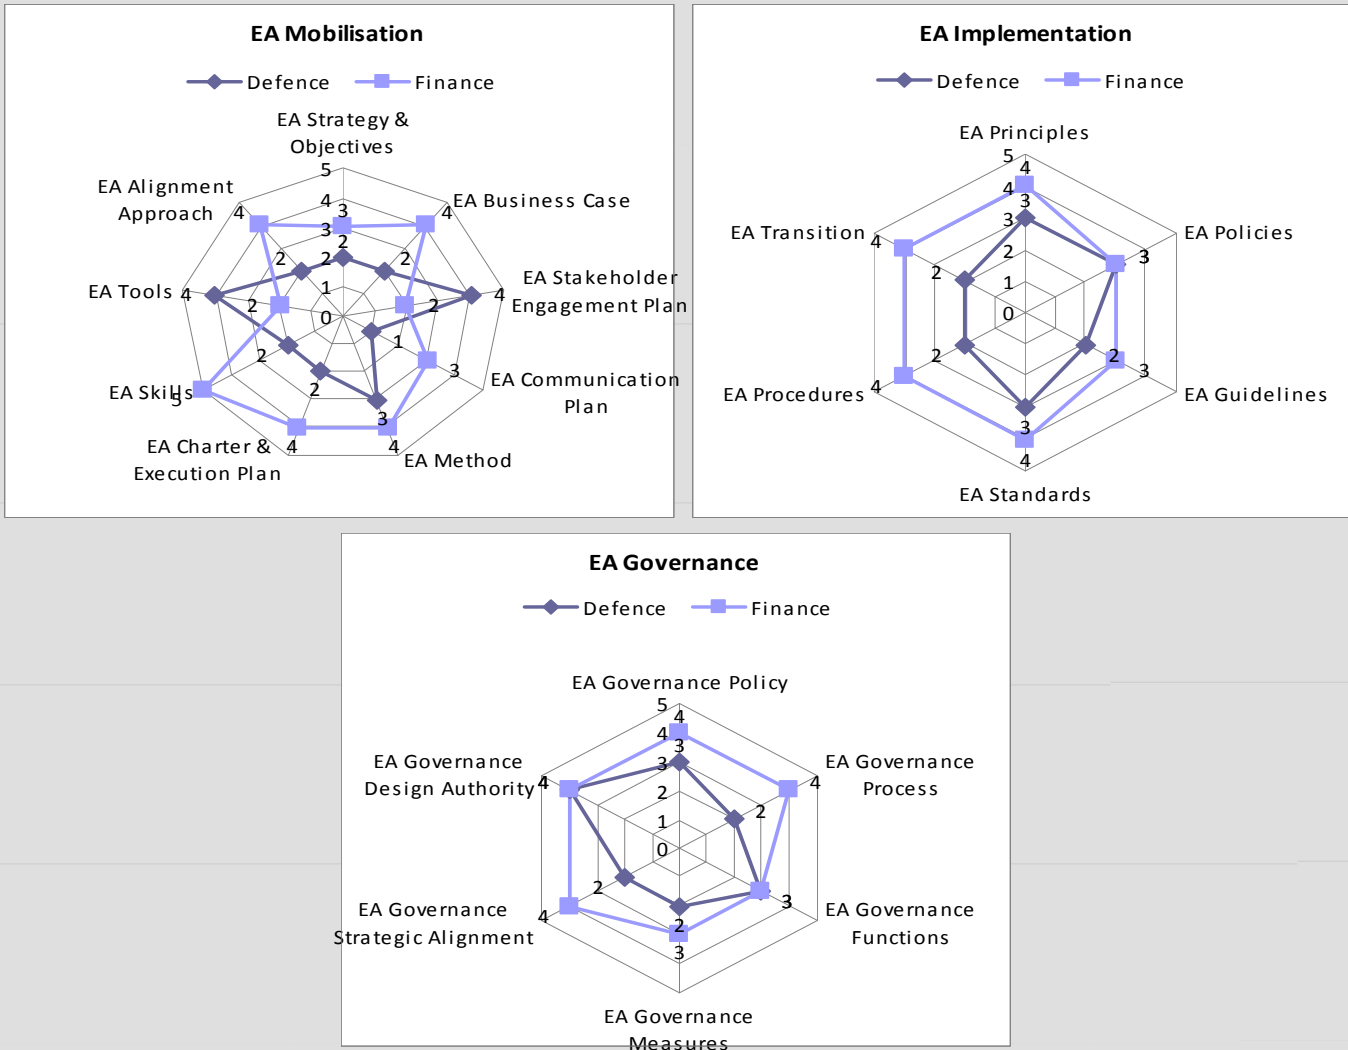 EA Mobilisation
Defence Finance
EA Strategy &
Objectives
5
EA Alignment
Approach
4
4
3
4
EA Business Case
3
2
2
2
2
EA Stakeholder
Engagement Plan
EA Tools
4
2
1
0
2
4
1
EA Communication
Plan
2
3
EA Skills
5
2
3
EA Charter &
Execution Plan
4
4
EA Method
EA Implementation
Defence Finance
EA Principles
5
4
4
3
EA Transition
4
3
3
EA Policies
2
2
1
0
EA Procedures
4
2
2
3
EA Guidelines
3
4
EA Standards
EA Governance
Defence Finance
EA Governance Policy
5
4
4
3
EA Governance
Design Authority
4
3
EA Governance
Process
4
2
2
1
0
EA Governance
Strategic Alignment
4
2
3
EA Governance
Functions
2
3
EA Governance
Measures